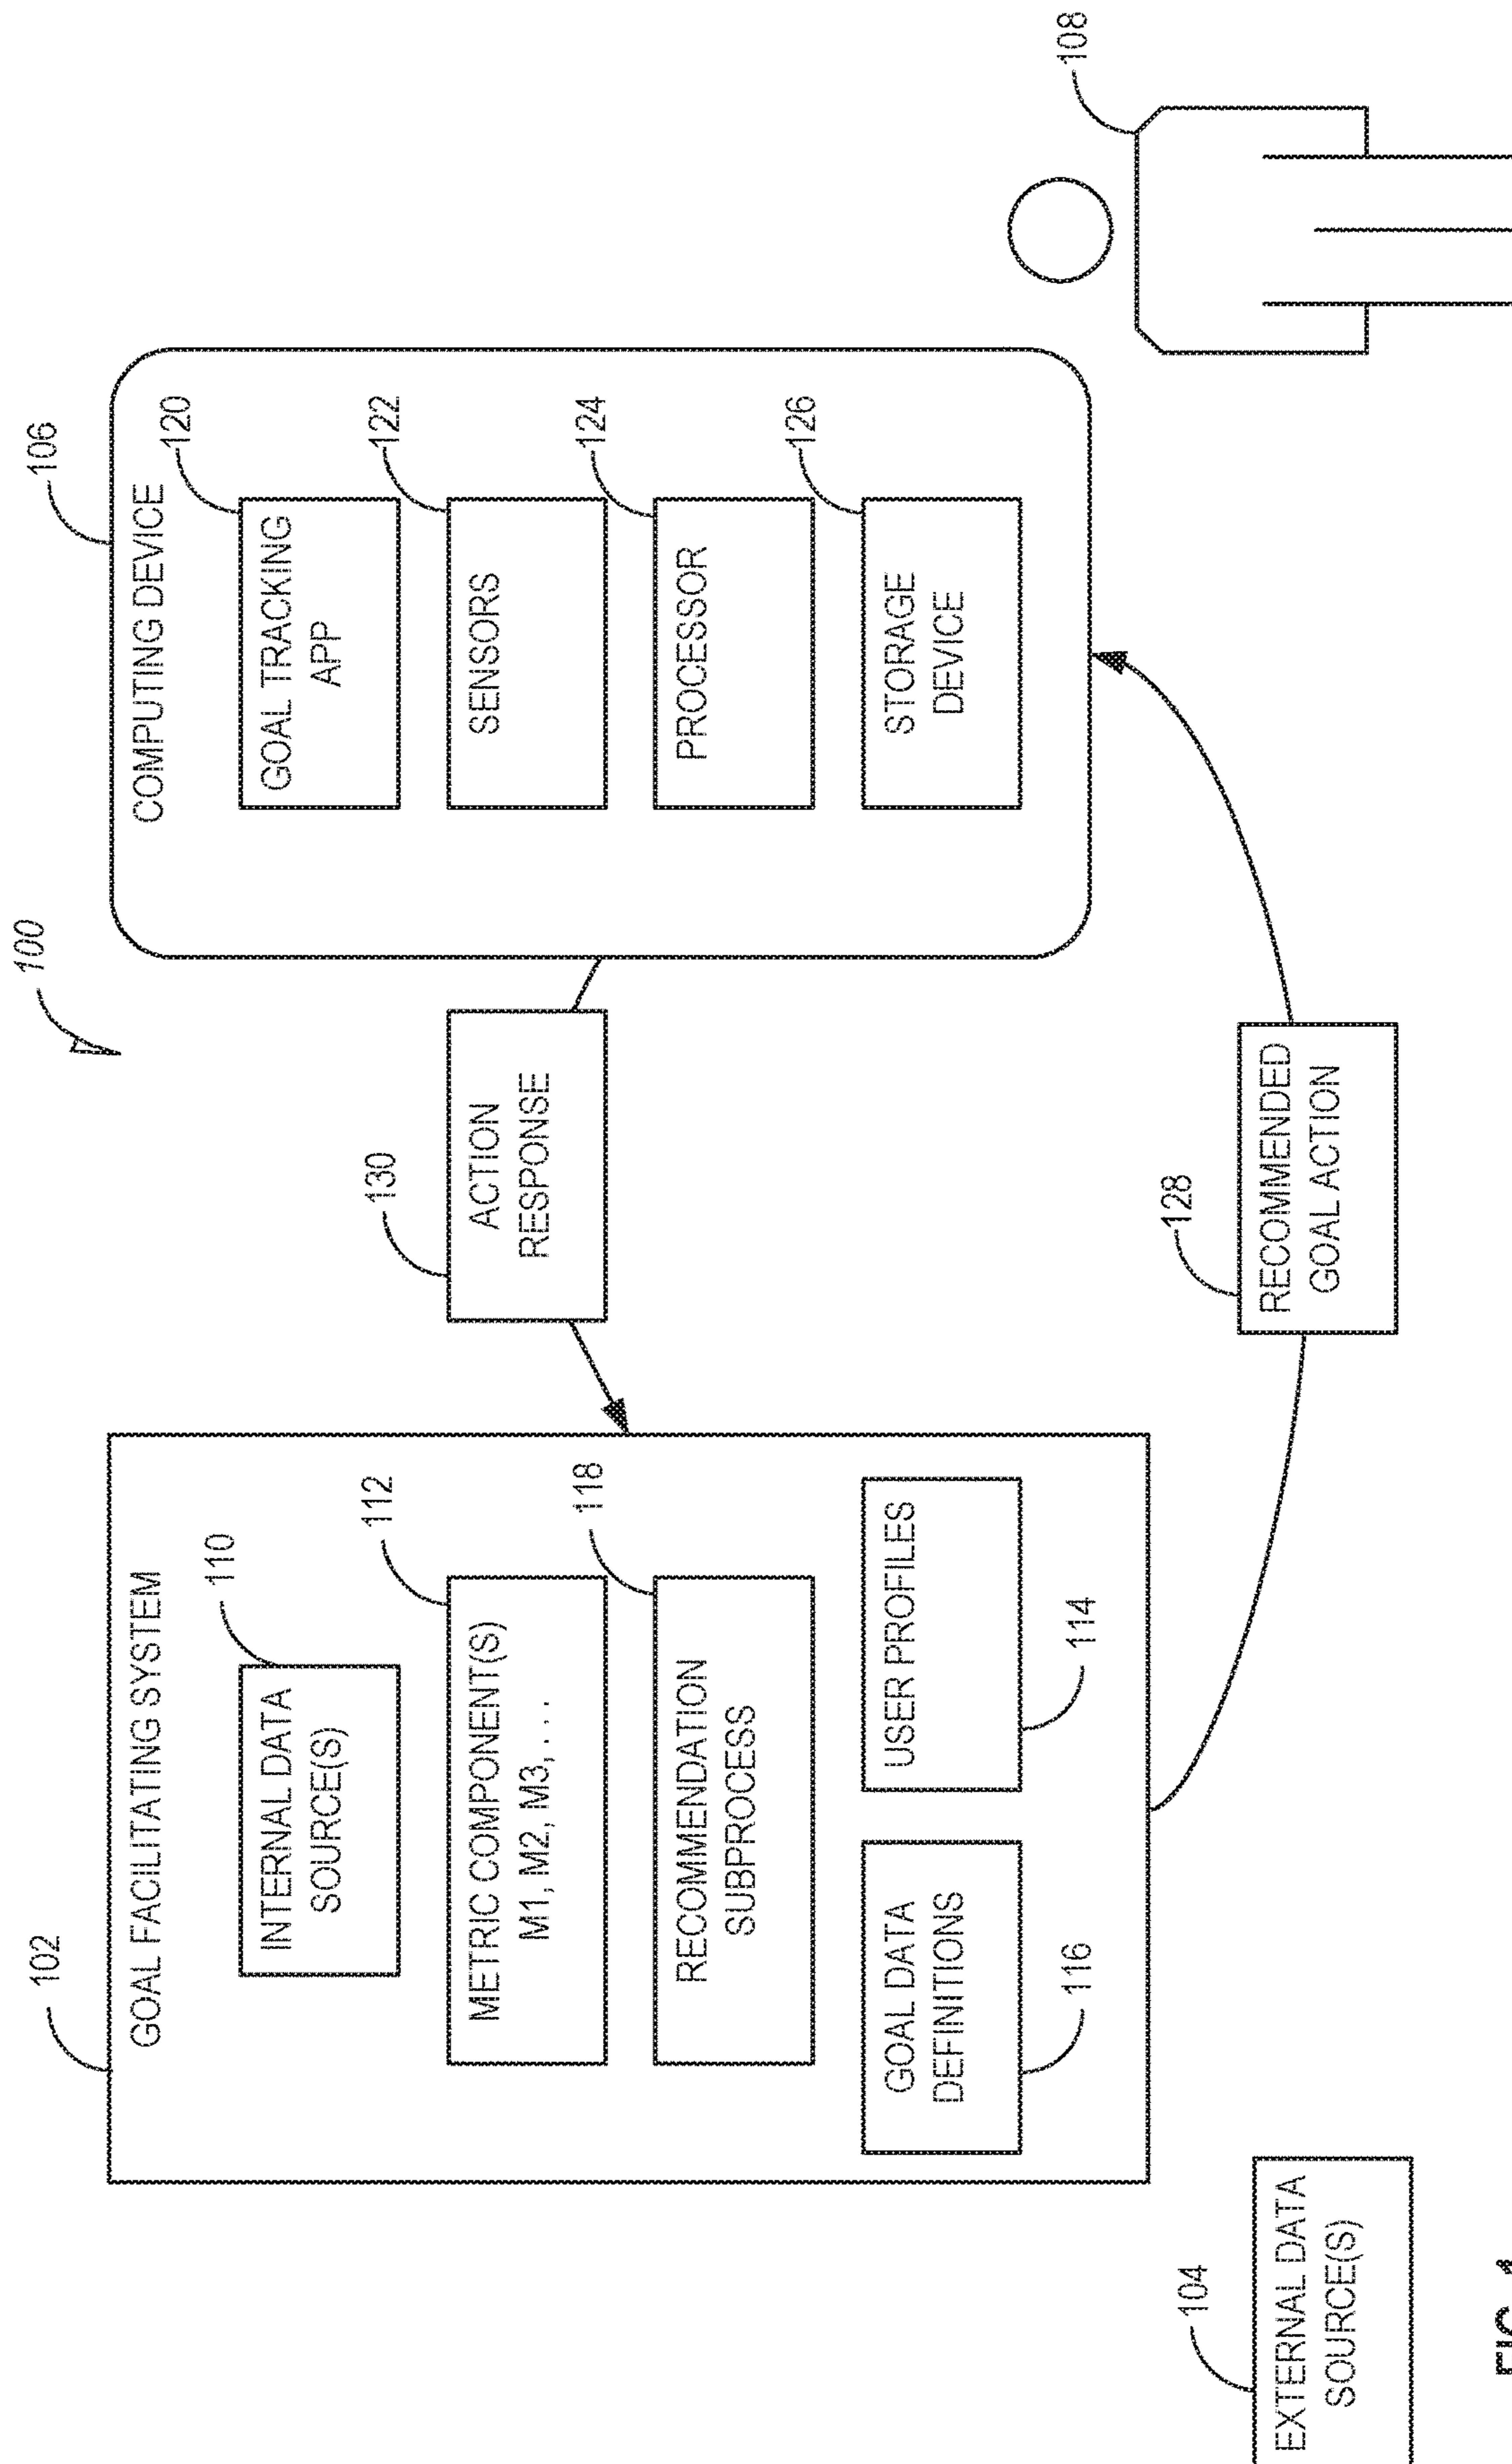 100
102
GOAL FACILITATING SYSTEM
110
INTERNAL DATA
SOURCE(S)
112
METRIC COMPONENT(S)
M1, M2, M3, . . .
118
RECOMMENDATION
SUBPROCESS
GOAL DATA
DEFINITIONS
116
USER PROFILES
114
130
ACTION
RESPONSE
106
COMPUTING DEVICE
120
GOAL TRACKING
APP
122
SENSORS
124
PROCESSOR
126
STORAGE
DEVICE
108
104
EXTERNAL DATA
SOURCE(S)
128
RECOMMENDED
GOAL ACTION
FIG. 1